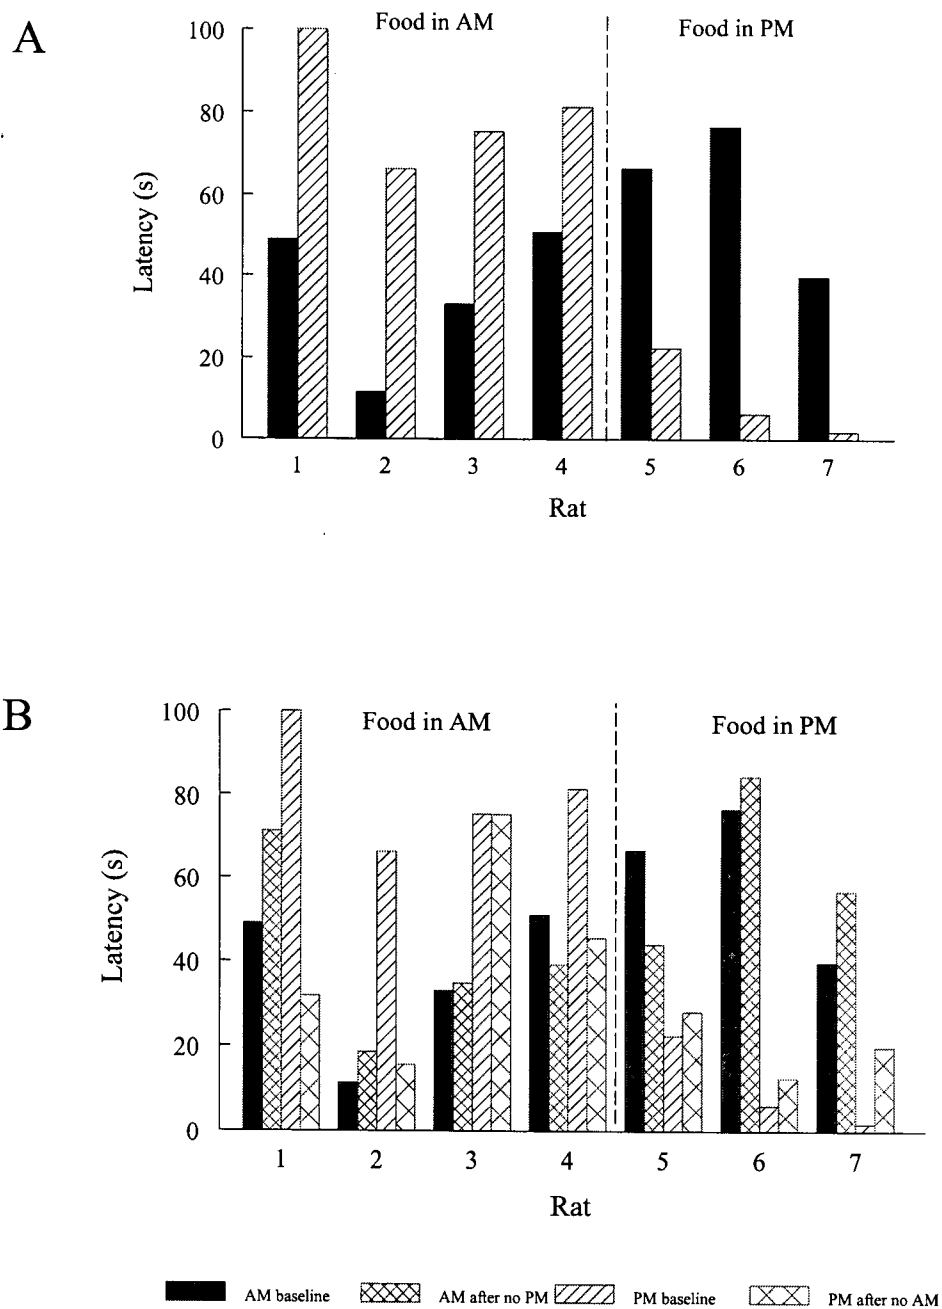 A
Food in AM
Food in PM
100
80
60
40
20
0
Latency (s)
1 2 3 4 5 6 7
Rat
B
Food in AM
Food in PM
100
80
60
40
20
0
Latency (s)
1 2 3 4 5 6 7
Rat
AM baseline AM after no PM PM baseline PM after no AM